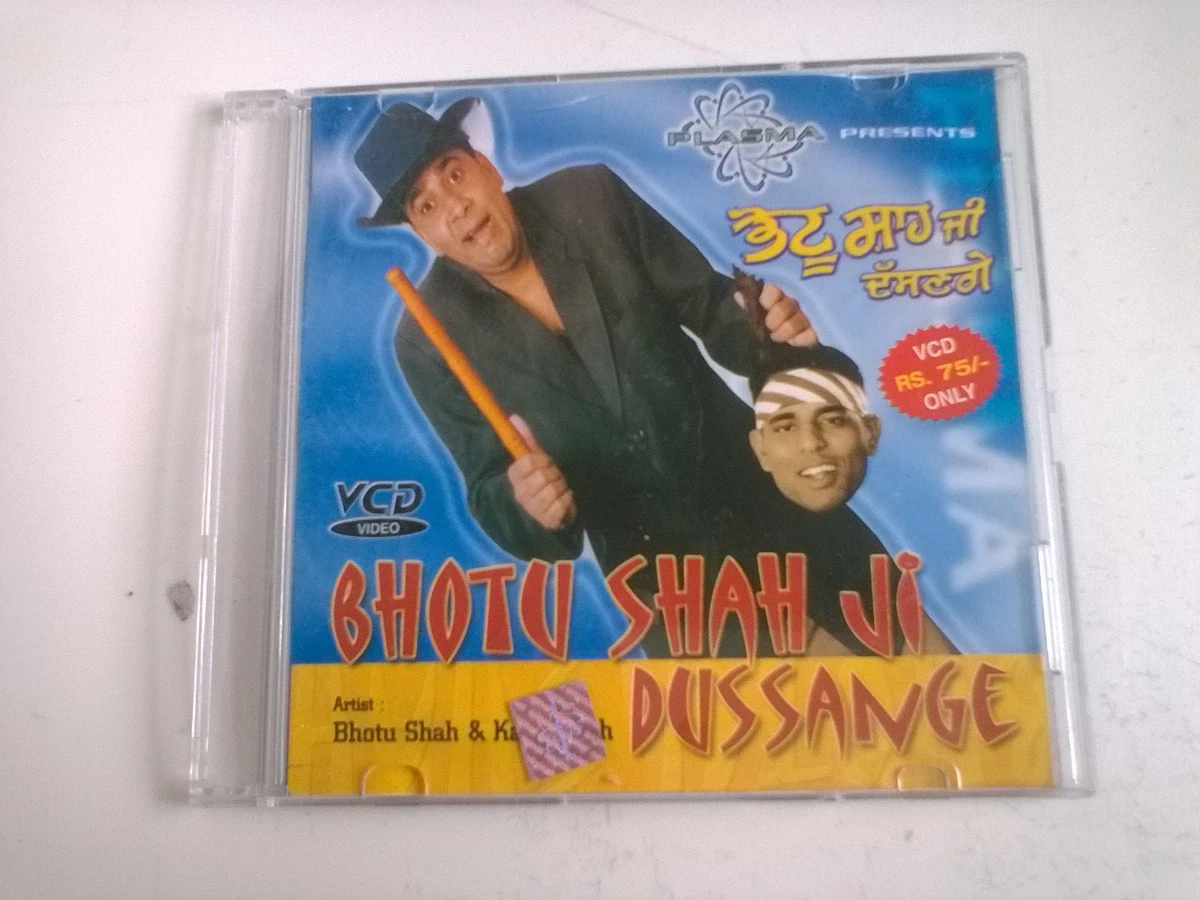 PLASMA PRESENTS
ਭੋਟੂ ਸ਼ਾਹ ਜੀ
ਦੱਸਣਗੇ
VCD
RS. 75/-
ONLY
VCD
VIDEO
BHOTU SHAH JI
DUSSANGE
Artist :
Bhotu Shah &